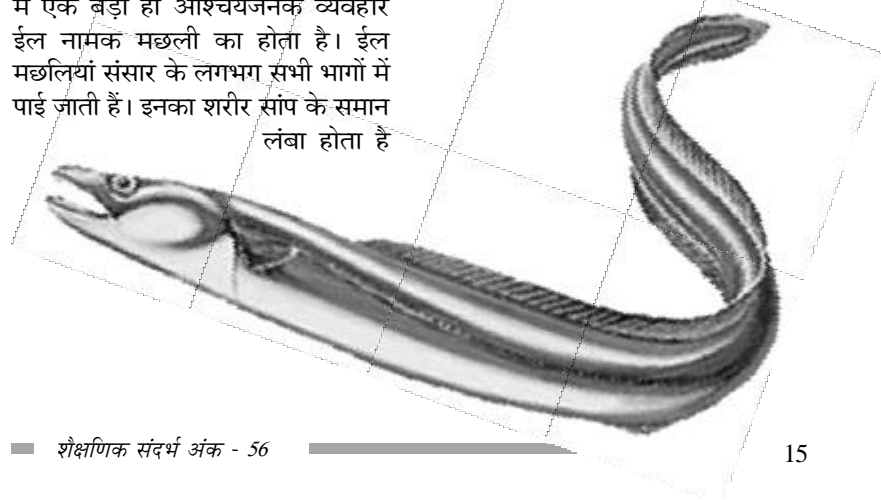 में एक बड़ा ही आश्चर्यजनक व्यवहार
ईल नामक मछली का होता है। ईल
मछलियां संसार के लगभग सभी भागों में
पाई जाती हैं। इनका शरीर सांप के समान
लंबा होता है
शैक्षणिक संदर्भ अंक - 56
15